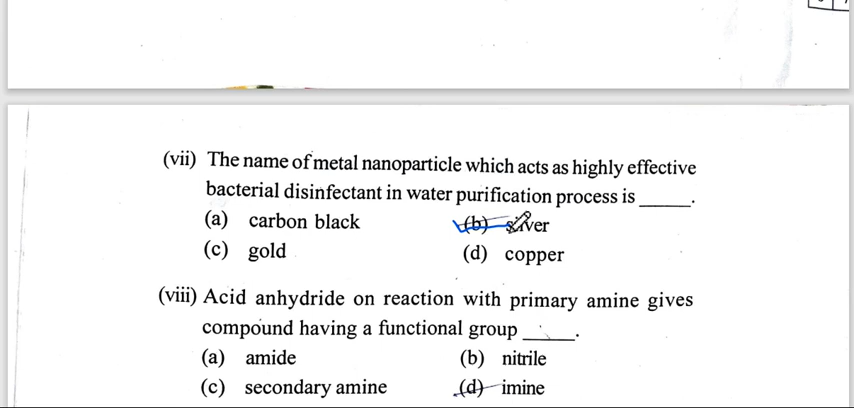 (vii) The name of metal nanoparticle which acts as highly effective
bacterial disinfectant in water purification process is ______.
(a) carbon black (b) silver
(c) gold (d) copper
(viii) Acid anhydride on reaction with primary amine gives
compound having a functional group ______.
(a) amide (b) nitrile
(c) secondary amine (d) imine